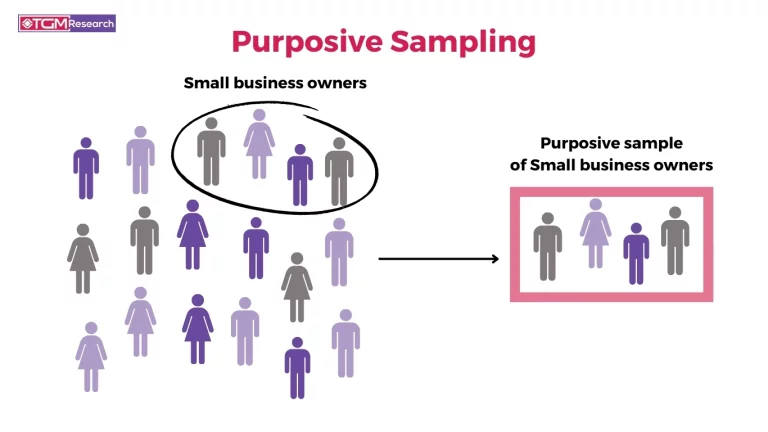 TGM Research
Purposive Sampling
Small business owners
Purposive sample
of Small business owners